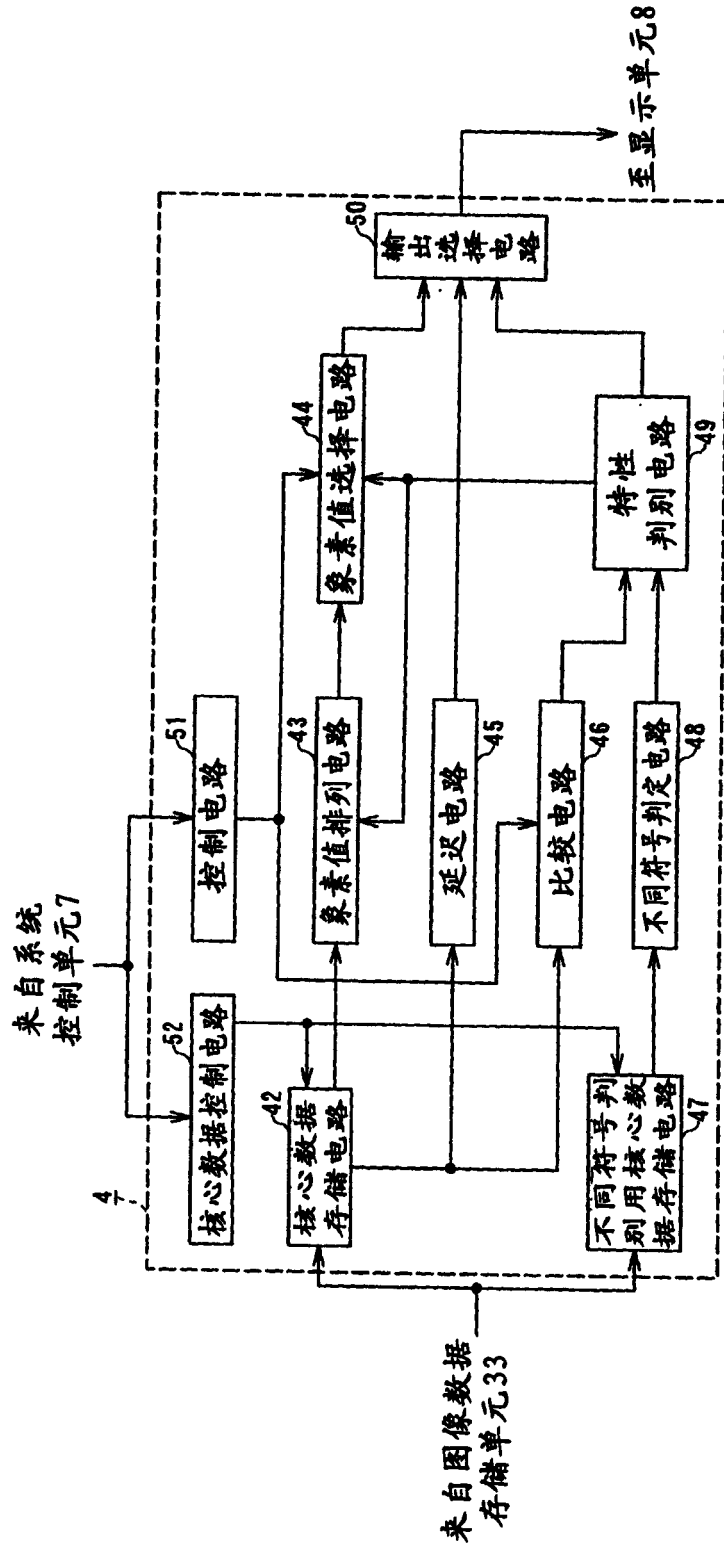 来自系统
控制单元7
4
52
核心数据控制电路
51
控制电路
42
核心数据
存储电路
43
象素值排列电路
44
象素值选择电路
50
输出选择电路
至显示单元8
来自图像数据
存储单元33
延迟电路
45
比较电路
46
不同符号判
别用核心数
据存储电路
47
不同符号判定电路
48
特性
判别电路
49